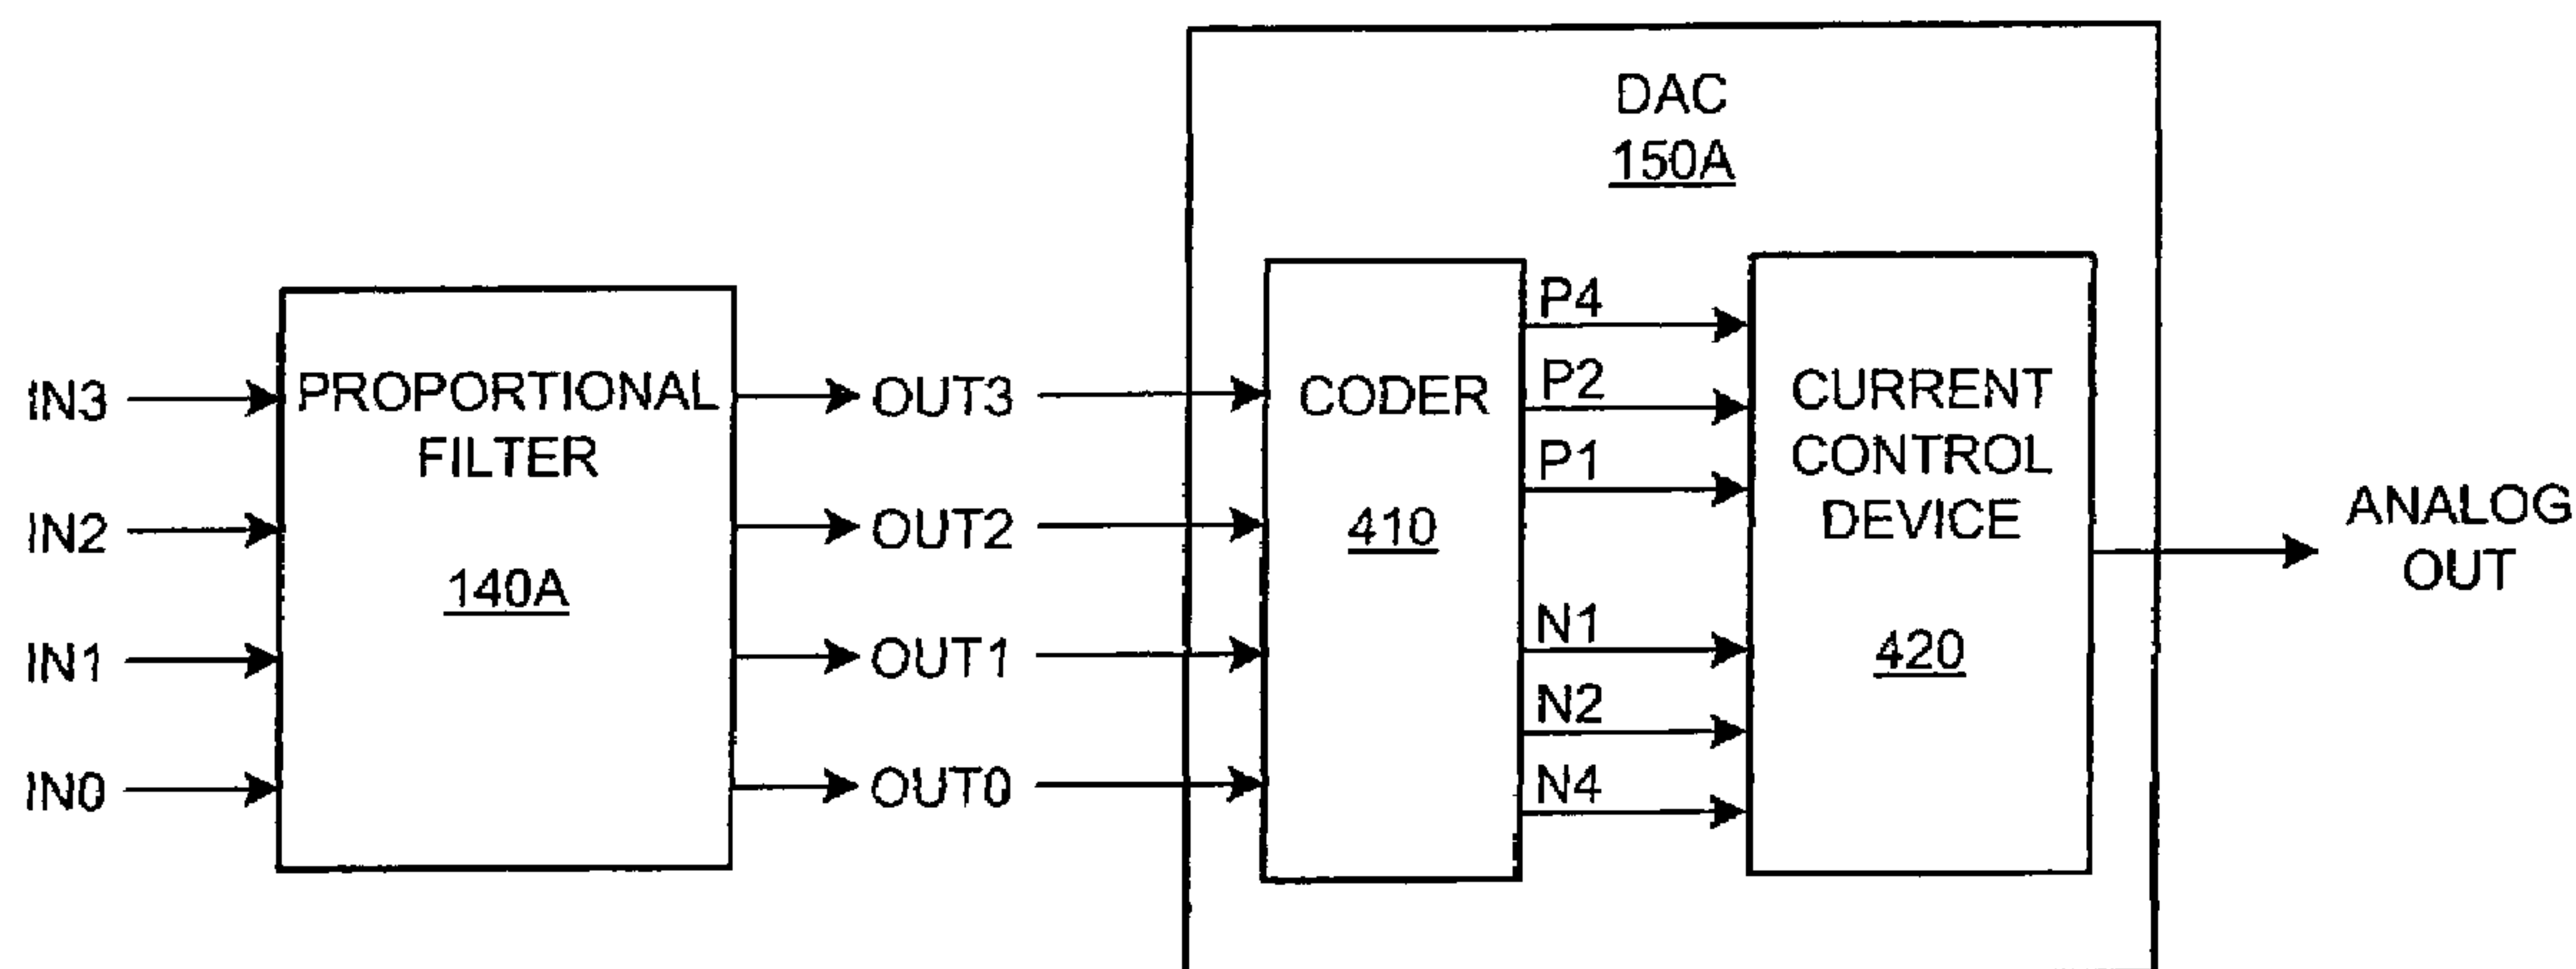 DAC
150A
IN3
IN2
IN1
IN0
PROPORTIONAL
FILTER
140A
OUT3
OUT2
OUT1
OUT0
CODER
410
P4
P2
P1
N1
N2
N4
CURRENT
CONTROL
DEVICE
420
ANALOG
OUT